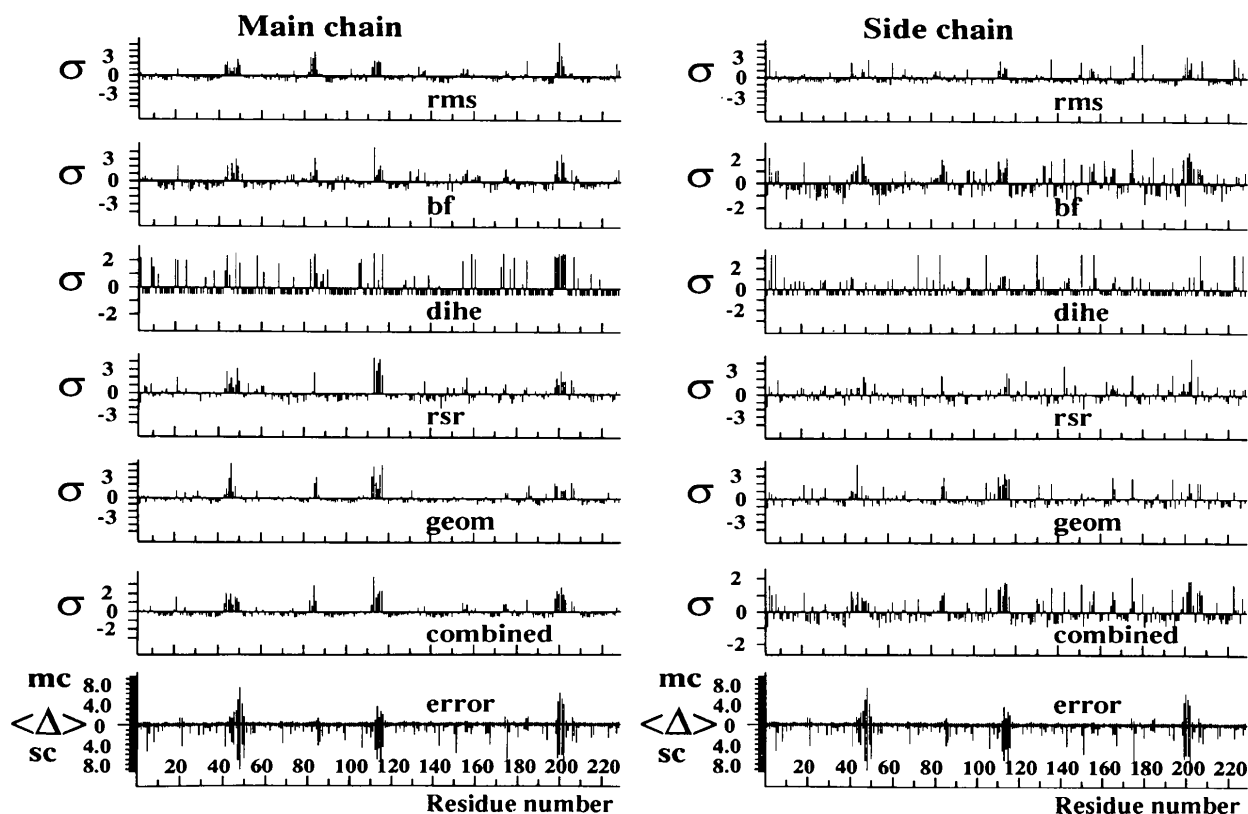 Main chain
σ 3 0 -3 rms
σ 3 0 -3 bf
σ 2 0 -2 dihe
σ 3 0 -3 rsr
σ 3 0 -3 geom
σ 2 0 -2 combined
mc 8.0 4.0 error
<Δ> 0
sc 4.0 8.0
20 40 60 80 100 120 140 160 180 200 220
Residue number
Side chain
σ 3 0 -3 rms
σ 2 0 -2 bf
σ 2 0 -2 dihe
σ 3 0 -3 rsr
σ 3 0 -3 geom
σ 2 0 -2 combined
mc 8.0 4.0 error
<Δ> 0
sc 4.0 8.0
20 40 60 80 100 120 140 160 180 200 220
Residue number